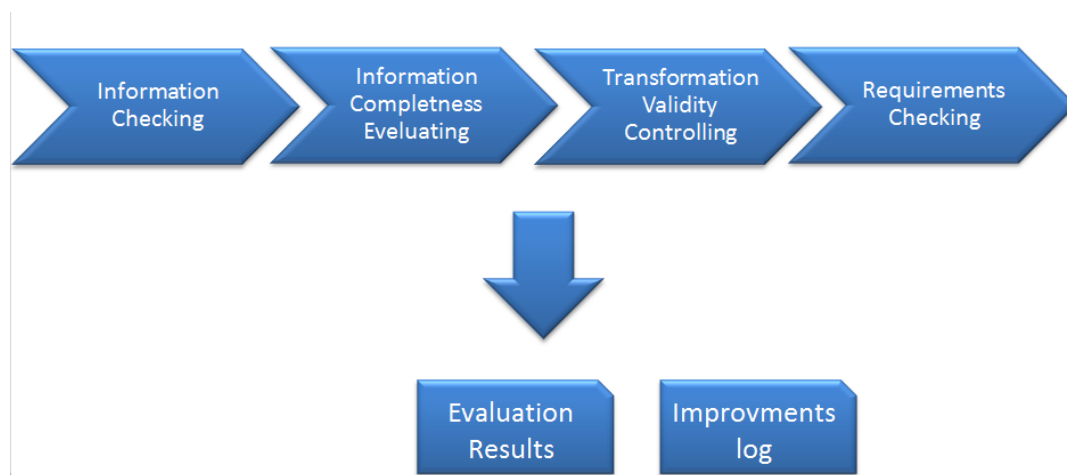 Information
Checking
Information
Completness
Eveluating
Transformation
Validity
Controlling
Requirements
Checking
Evaluation
Results
Improvments
log